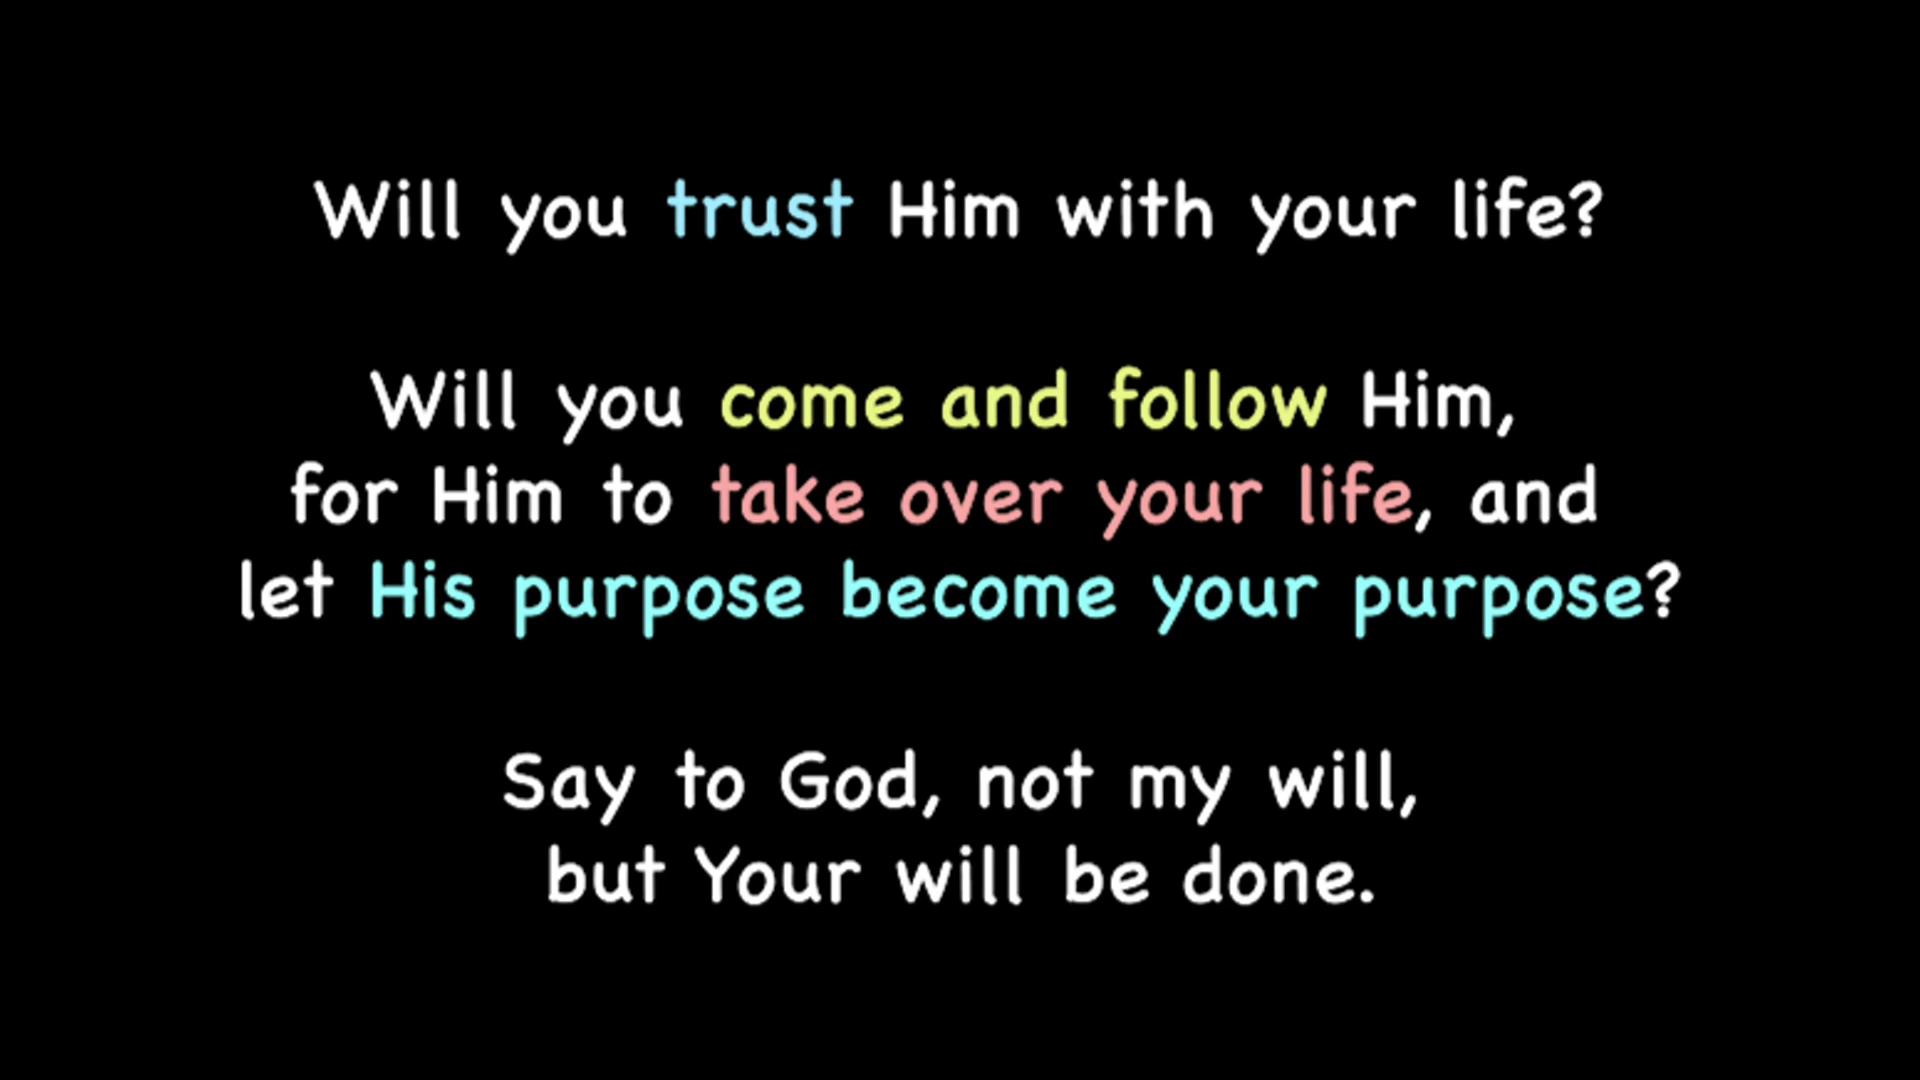 Will you trust Him with your life?
Will you come and follow Him,
for Him to take over your life, and
let His purpose become your purpose?
Say to God, not my will,
but Your will be done.